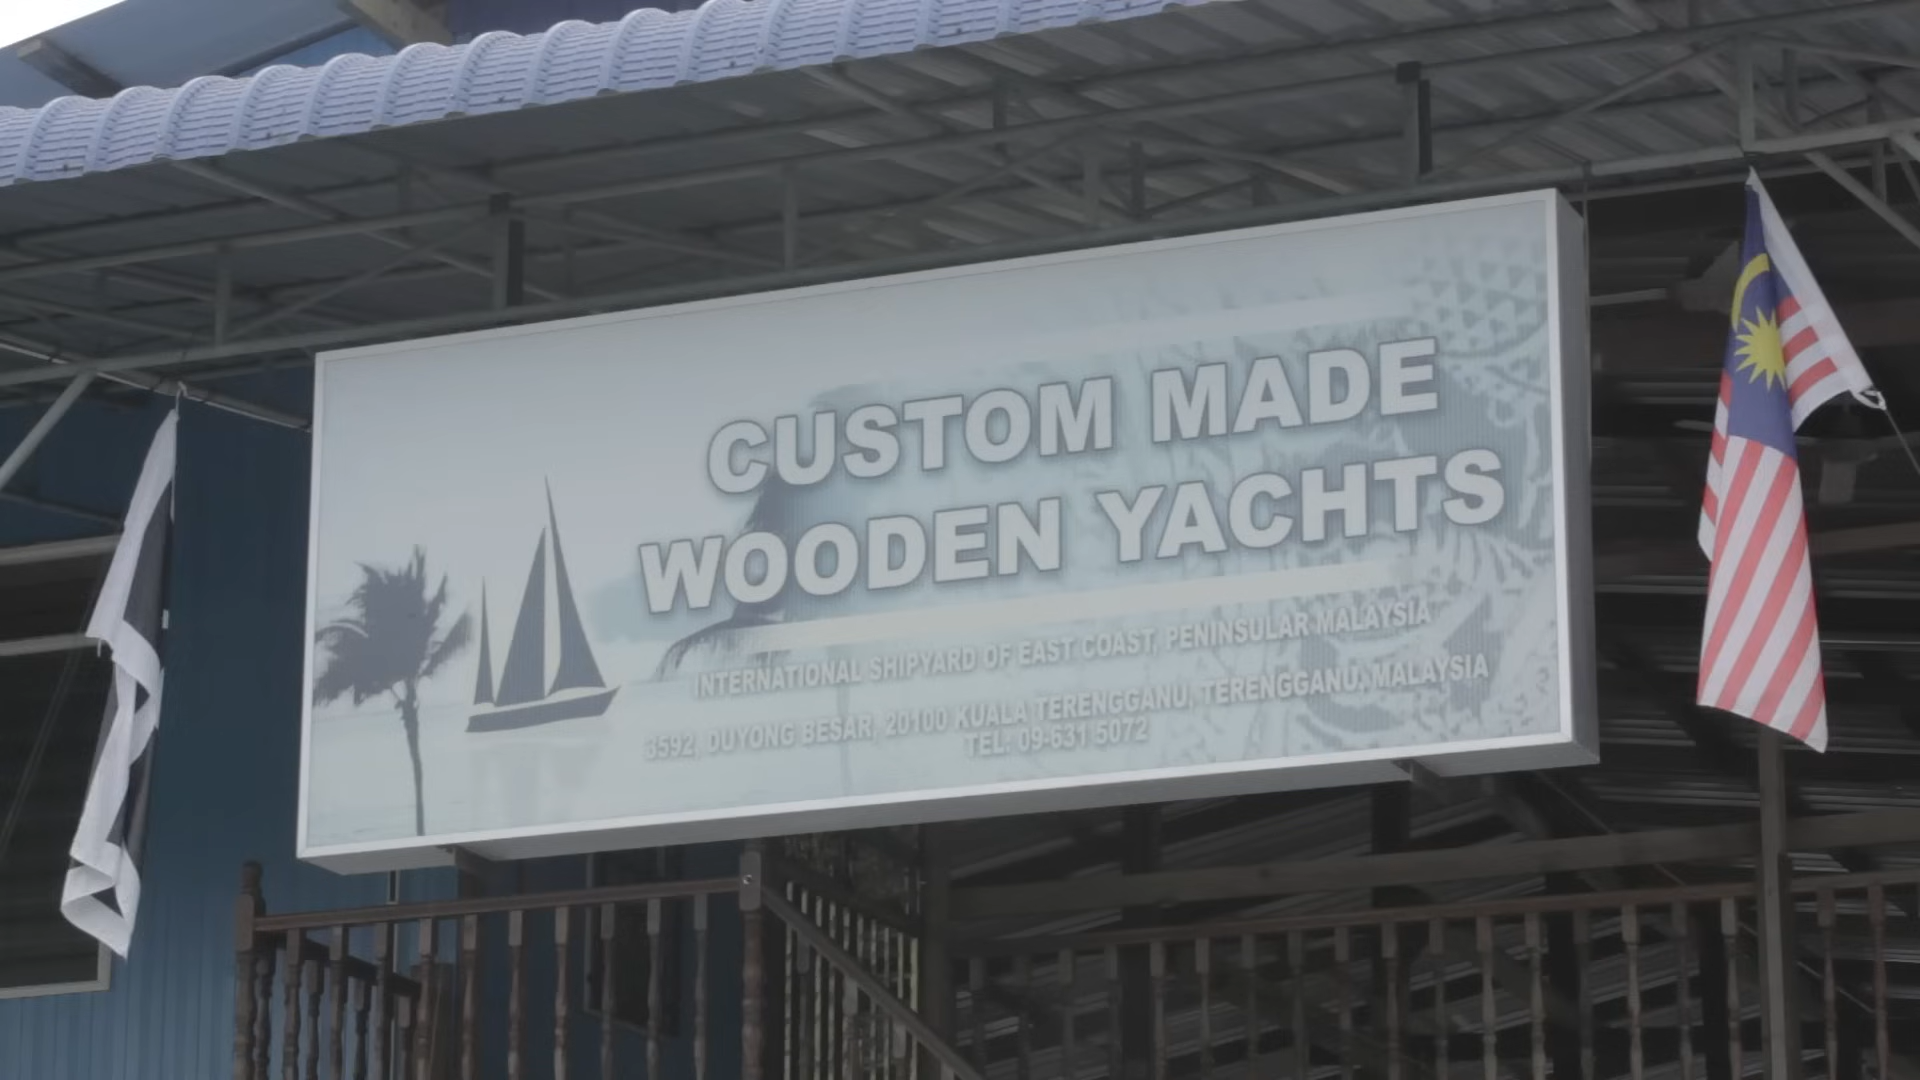 CUSTOM MADE
WOODEN YACHTS
INTERNATIONAL SHIPYARD OF EAST COAST, PENINSULAR MALAYSIA
3592, DUYONG BESAR, 20100 KUALA TERENGGANU, TERENGGANU, MALAYSIA
TEL: 09-631 5072